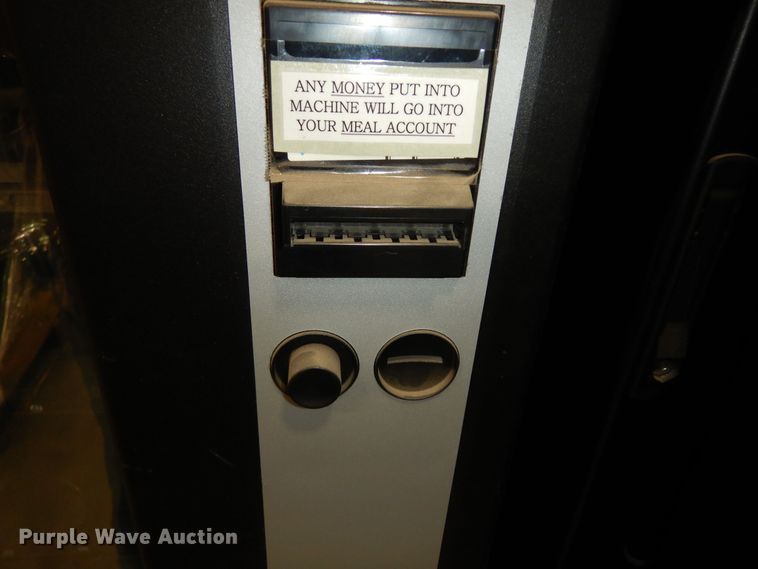 ANY MONEY PUT INTO
MACHINE WILL GO INTO
YOUR MEAL ACCOUNT
Purple Wave Auction